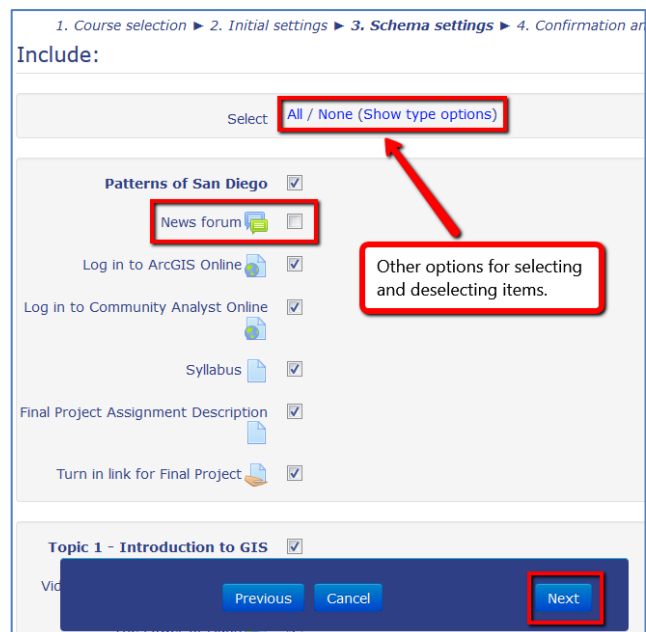 1. Course selection ► 2. Initial settings ► 3. Schema settings ► 4. Confirmation an
Include:
Select All / None (Show type options)
Patterns of San Diego
News forum
Log in to ArcGIS Online
Other options for selecting
and deselecting items.
Log in to Community Analyst Online
Syllabus
Final Project Assignment Description
Turn in link for Final Project
Topic 1 - Introduction to GIS
Vid
Previous Cancel Next